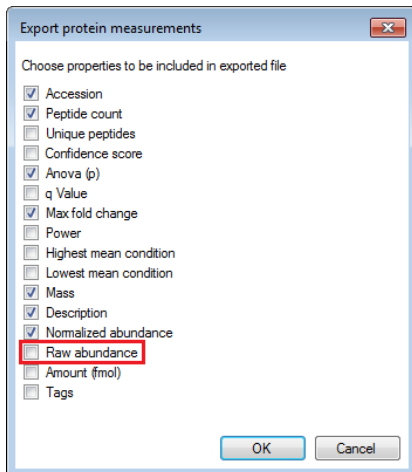 Export protein measurements
Choose properties to be included in exported file
Accession
Peptide count
Unique peptides
Confidence score
Anova (p)
q Value
Max fold change
Power
Highest mean condition
Lowest mean condition
Mass
Description
Normalized abundance
Raw abundance
Amount (fmol)
Tags
OK Cancel